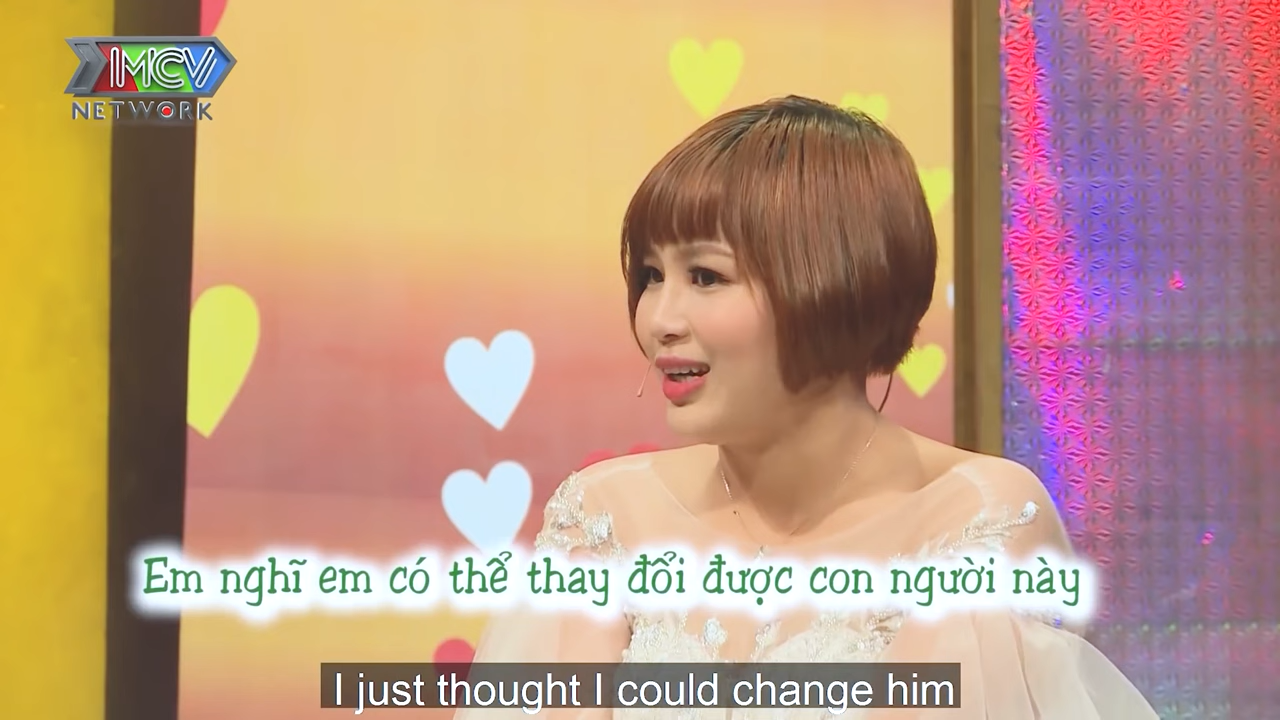 MCV
NETWORK
Em nghĩ em có thể thay đổi được con người này
I just thought I could change him